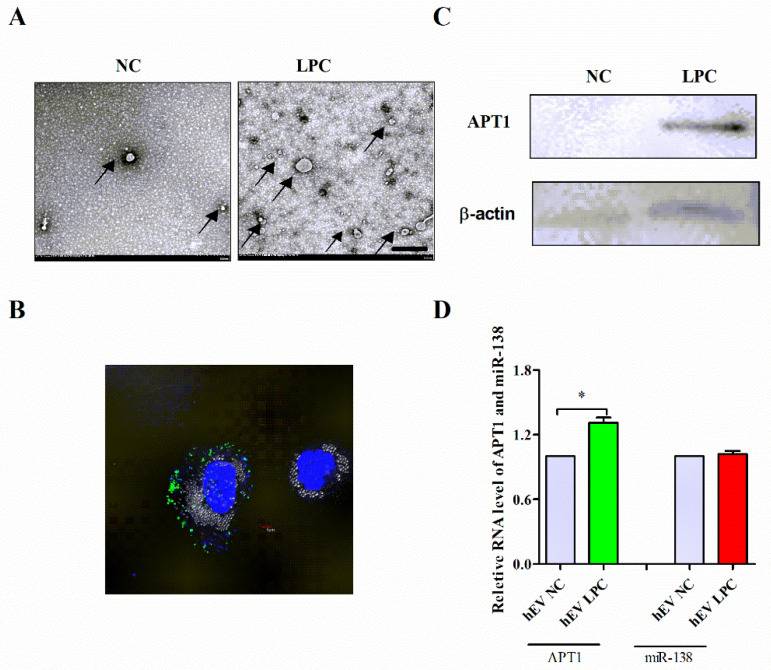 A
NC
LPC
C
NC
LPC
APT1
β-actin
B
D
Reletive RNA level of APT1 and miR-138
1.8
1.2
0.6
0.0
*
hEV NC
hEV LPC
hEV NC
hEV LPC
APT1
miR-138